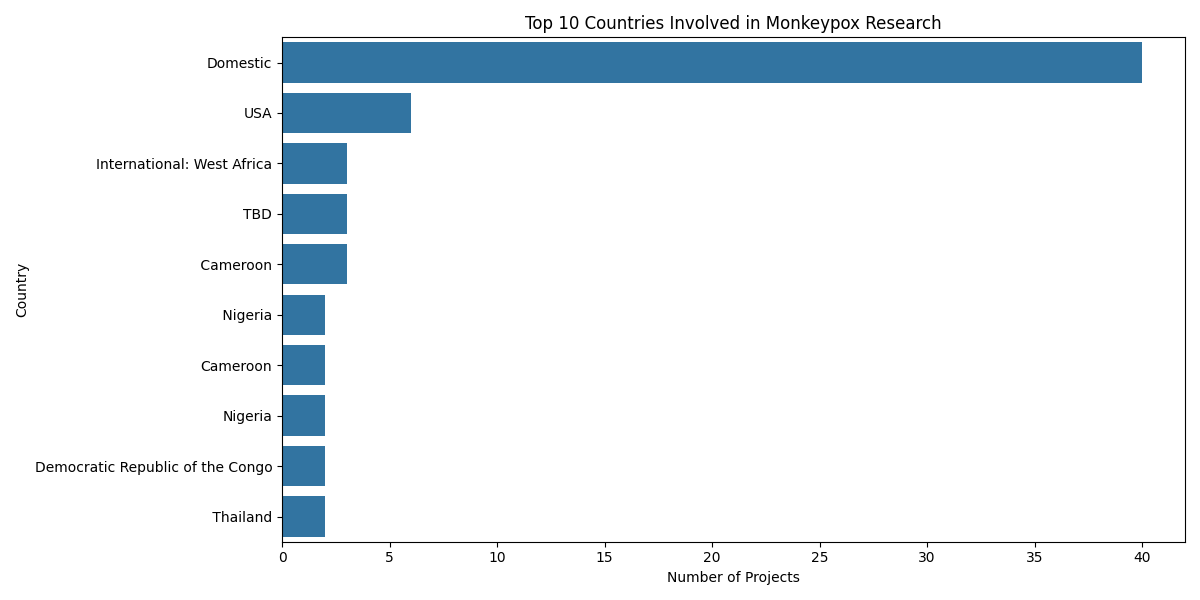 Top 10 Countries Involved in Monkeypox Research
Domestic
USA
International: West Africa
TBD
Cameroon
Nigeria
Cameroon
Nigeria
Democratic Republic of the Congo
Thailand
Country
0 5 10 15 20 25 30 35 40
Number of Projects